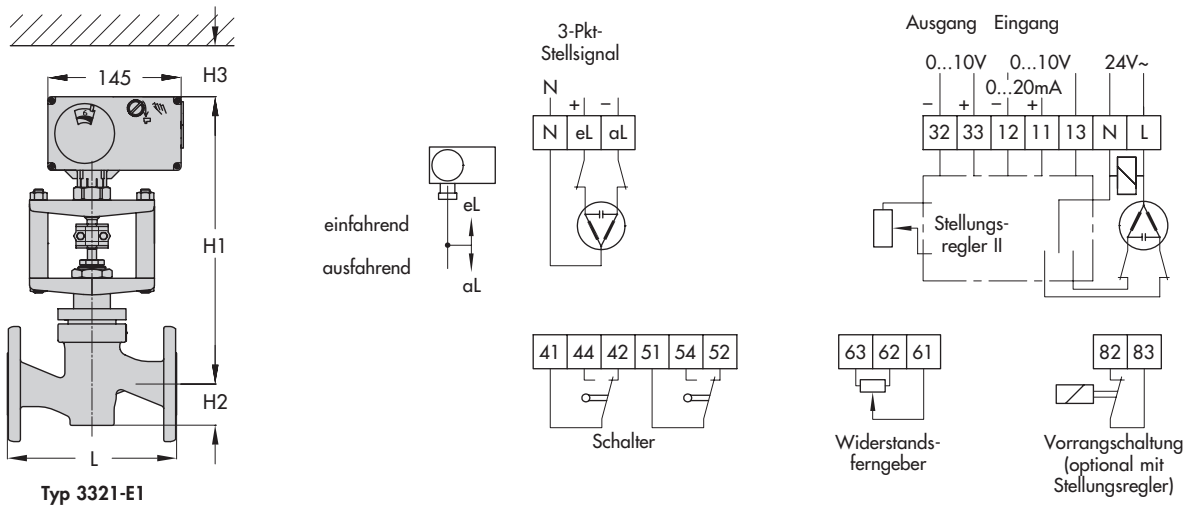 145
H3
H1
H2
L
Typ 3321-E1
einfahrend
ausfahrend
eL
aL
3-Pkt-
Stellsignal
N
+ −
N eL aL
Ausgang Eingang
0...10V 0...10V 24V~
0...20mA
− + − +
32 33 12 11 13 N L
Stellungs-
regler II
41 44 42 51 54 52
Schalter
63 62 61
Widerstands-
ferngeber
82 83
Vorrangschaltung
(optional mit
Stellungsregler)